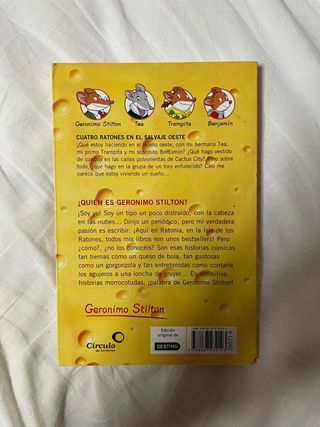 Geronimo Stilton
Tea
Trampita
Benjamín
CUATRO RATONES EN EL SALVAJE OESTE
¿Qué estoy haciendo en el lejano oeste, con mi hermana Tea,
mi primo Trampita y mi sobrinito Benjamín? ¿Qué hago vestido
de cowboy en las calles polvorientas de Cactus City? Pero sobre
todo, ¿qué hago en la grupa de un toro enfurecido? Casi me
parece que estoy viviendo un sueño...
¿QUIÉN ES GERONIMO STILTON?
¡Soy yo! Soy un tipo un poco distraído, con la cabeza
en las nubes... Dirijo un periódico, pero mi verdadera
pasión es escribir. ¡Aquí en Ratonia, en la Isla de los
Ratones, todos mis libros son unos bestsellers! Pero
¿cómo?, ¿no los conocéis? Son esas historias cómicas
tan tiernas como un queso de bola, tan gustosas
como un gorgonzola y tan entretenidas como contarle
los agujeros a una loncha de gruyer... En definitiva,
historias morrocotudas, ¡palabra de Geronimo Stilton!
Geronimo Stilton
Círculo
de Lectores
Edición
original de
DESTINO